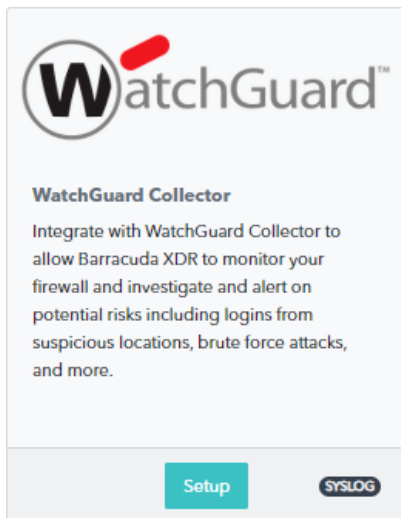 WatchGuard™
WatchGuard Collector
Integrate with WatchGuard Collector to
allow Barracuda XDR to monitor your
firewall and investigate and alert on
potential risks including logins from
suspicious locations, brute force attacks,
and more.
Setup
SYSLOG